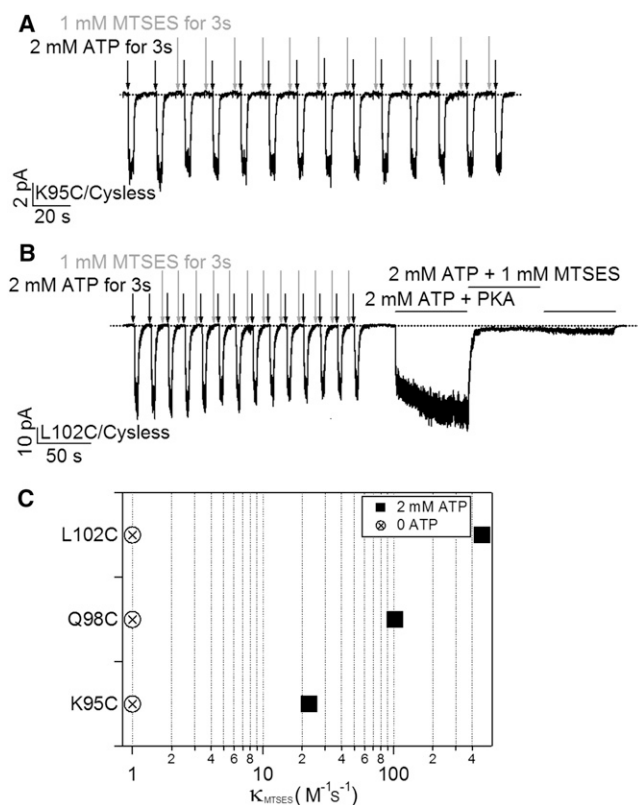 A
1 mM MTSES for 3s
2 mM ATP for 3s
2 pA
K95C/Cysless
20 s
B
1 mM MTSES for 3s
2 mM ATP for 3s
2 mM ATP + 1 mM MTSES
2 mM ATP + PKA
10 pA
L102C/Cysless
50 s
C
2 mM ATP
0 ATP
L102C
Q98C
K95C
1 2 4 6 8 10 2 4 6 8 100 2 4
κMTSES (M⁻¹S⁻¹)